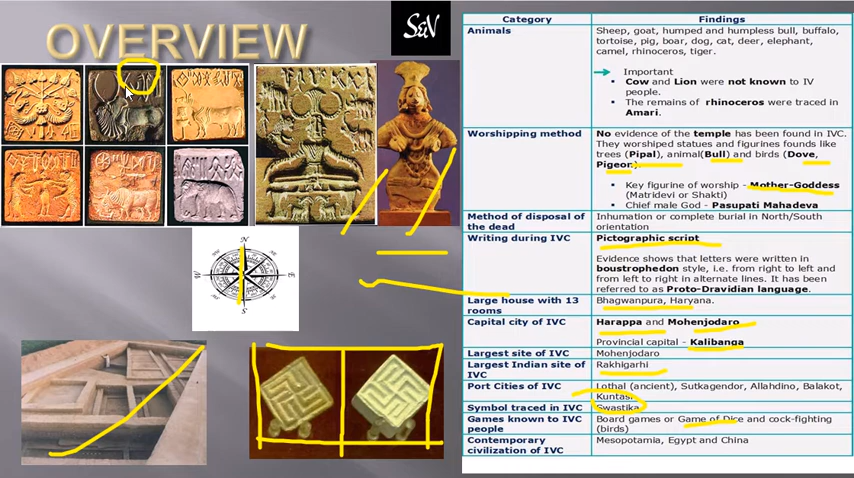 OVERVIEW
S&V
N
W
E
S
Category
Findings
Animals
Sheep, goat, humped and humpless bull, buffalo,
tortoise, pig, boar, dog, cat, deer, elephant,
camel, rhinoceros, tiger.
Important
Cow and Lion were not known to IV
people.
The remains of rhinoceros were traced in
Amari.
Worshipping method
No evidence of the temple has been found in IVC.
They worshiped statues and figurines founds like
trees (Pipal), animal(Bull) and birds (Dove,
Pigeon).
Key figurine of worship - Mother-Goddess
(Matridevi or Shakti)
Chief male God - Pasupati Mahadeva
Method of disposal of
the dead
Inhumation or complete burial in North/South
orientation
Writing during IVC
Pictographic script
Evidence shows that letters were written in
boustrophedon style, i.e. from right to left and
from left to right in alternate lines. It has been
referred to as Proto-Dravidian language.
Large house with 13
rooms
Bhagwanpura, Haryana.
Capital city of IVC
Harappa and Mohenjodaro
Provincial capital - Kalibanga
Largest site of IVC
Mohenjodaro
Largest Indian site of
IVC
Rakhigarhi
Port Cities of IVC
Lothal (ancient), Sutkagendor, Allahdino, Balakot,
Kuntasi
Symbol traced in IVC
Swastika
Games known to IVC
people
Board games or Game of Dice and cock-fighting
(birds)
Contemporary
civilization of IVC
Mesopotamia, Egypt and China